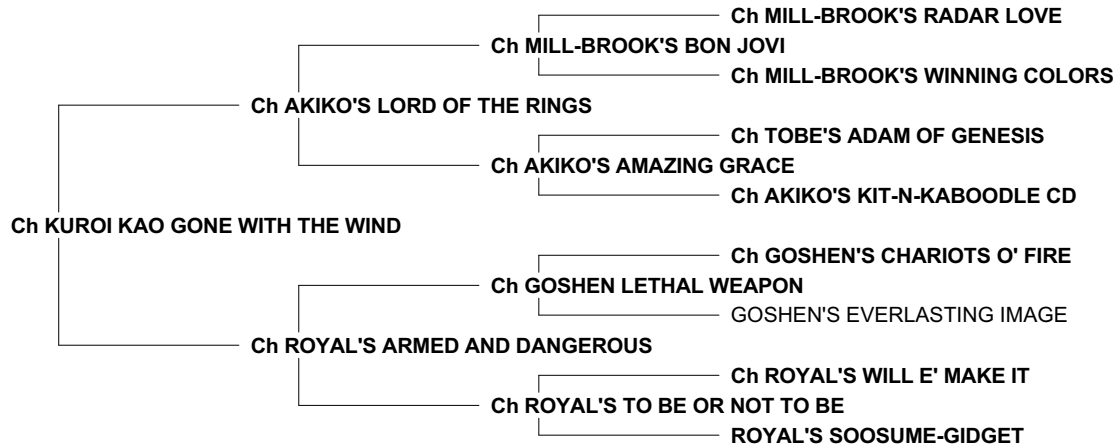 Ch MILL-BROOK'S RADAR LOVE
Ch MILL-BROOK'S BON JOVI
Ch MILL-BROOK'S WINNING COLORS
Ch AKIKO'S LORD OF THE RINGS
Ch TOBE'S ADAM OF GENESIS
Ch AKIKO'S AMAZING GRACE
Ch AKIKO'S KIT-N-KABOODLE CD
Ch KUROI KAO GONE WITH THE WIND
Ch GOSHEN'S CHARIOTS O' FIRE
Ch GOSHEN LETHAL WEAPON
GOSHEN'S EVERLASTING IMAGE
Ch ROYAL'S ARMED AND DANGEROUS
Ch ROYAL'S WILL E' MAKE IT
Ch ROYAL'S TO BE OR NOT TO BE
ROYAL'S SOOSUME-GIDGET